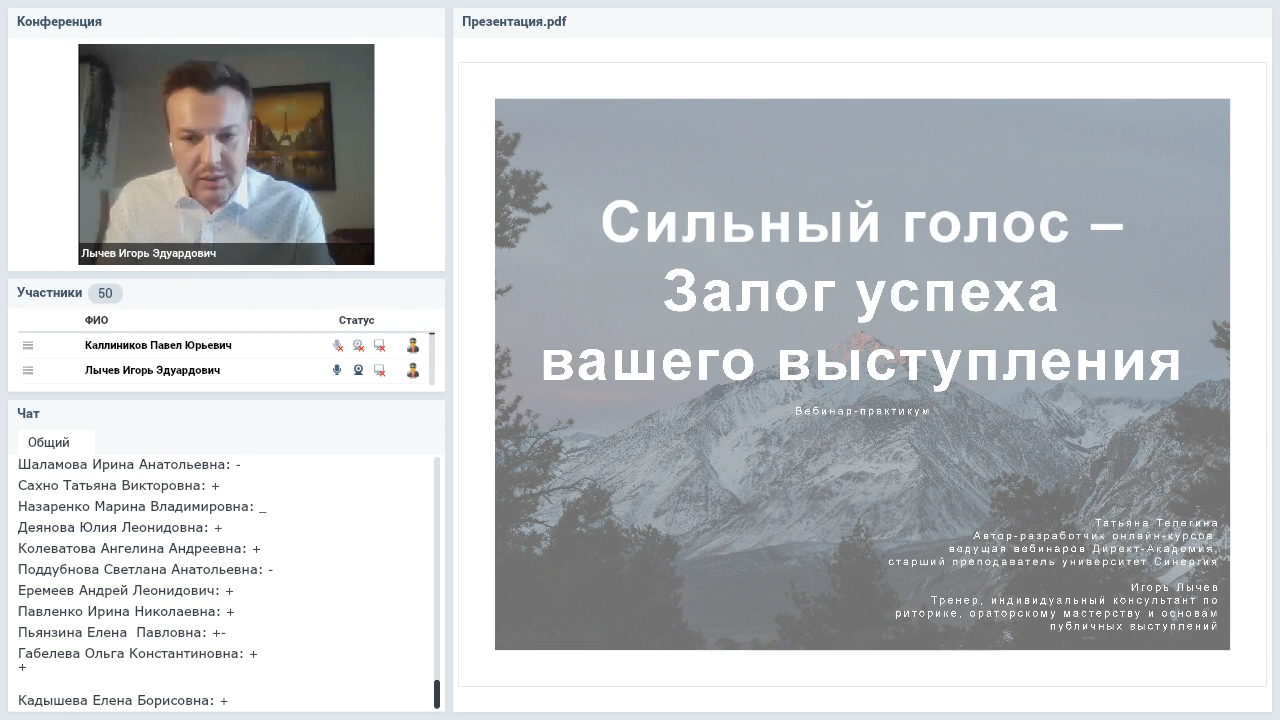 Конференция
Лычев Игорь Эдуардович
Участники 50
ФИО Статус
Каллиников Павел Юрьевич
Лычев Игорь Эдуардович
Чат
Общий
Шаламова Ирина Анатольевна: -
Сахно Татьяна Викторовна: +
Назаренко Марина Владимировна: _
Деянова Юлия Леонидовна: +
Колеватова Ангелина Андреевна: +
Поддубнова Светлана Анатольевна: -
Еремеев Андрей Леонидович: +
Павленко Ирина Николаевна: +
Пьянзина Елена  Павловна: +-
Габелева Ольга Константиновна: +
+
Кадышева Елена Борисовна: +
Презентация.pdf
Сильный голос –
Залог успеха
вашего выступления
Вебинар-практикум
Татьяна Телегина
Автор-разработчик онлайн-курсов,
ведущая вебинаров Директ-Академия,
старший преподаватель университет Синергия
Игорь Лычев
Тренер, индивидуальный консультант по
риторике, ораторскому мастерству и основам
публичных выступлений